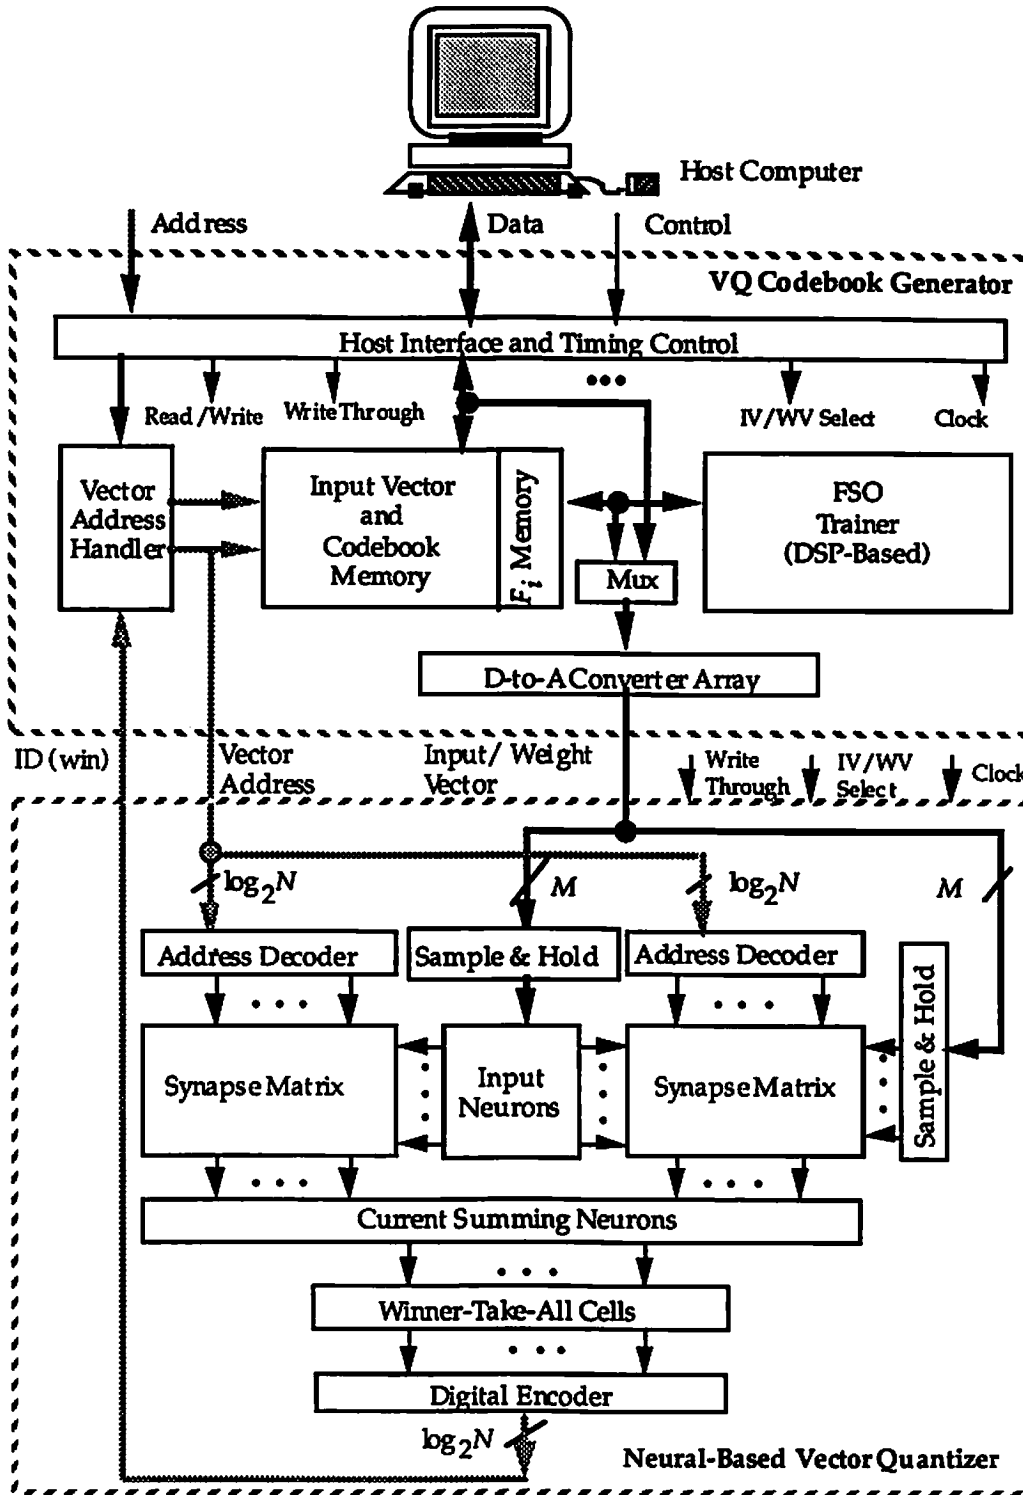 Host Computer
Address
Data
Control
VQ Codebook Generator
Host Interface and Timing Control
Read/Write
Write Through
IV/WV Select
Clock
Vector
Address
Handler
Input Vector
and
Codebook
Memory
Fi Memory
FSO
Trainer
(DSP-Based)
Mux
D-to-A Converter Array
ID (win)
Vector
Address
Input/Weight
Vector
Write
Through
IV/WV
Select
Clock
log2N
M
log2N
M
Address Decoder
Sample & Hold
Address Decoder
Sample & Hold
Synapse Matrix
Input
Neurons
Synapse Matrix
Current Summing Neurons
Winner-Take-All Cells
Digital Encoder
log2N
Neural-Based Vector Quantizer